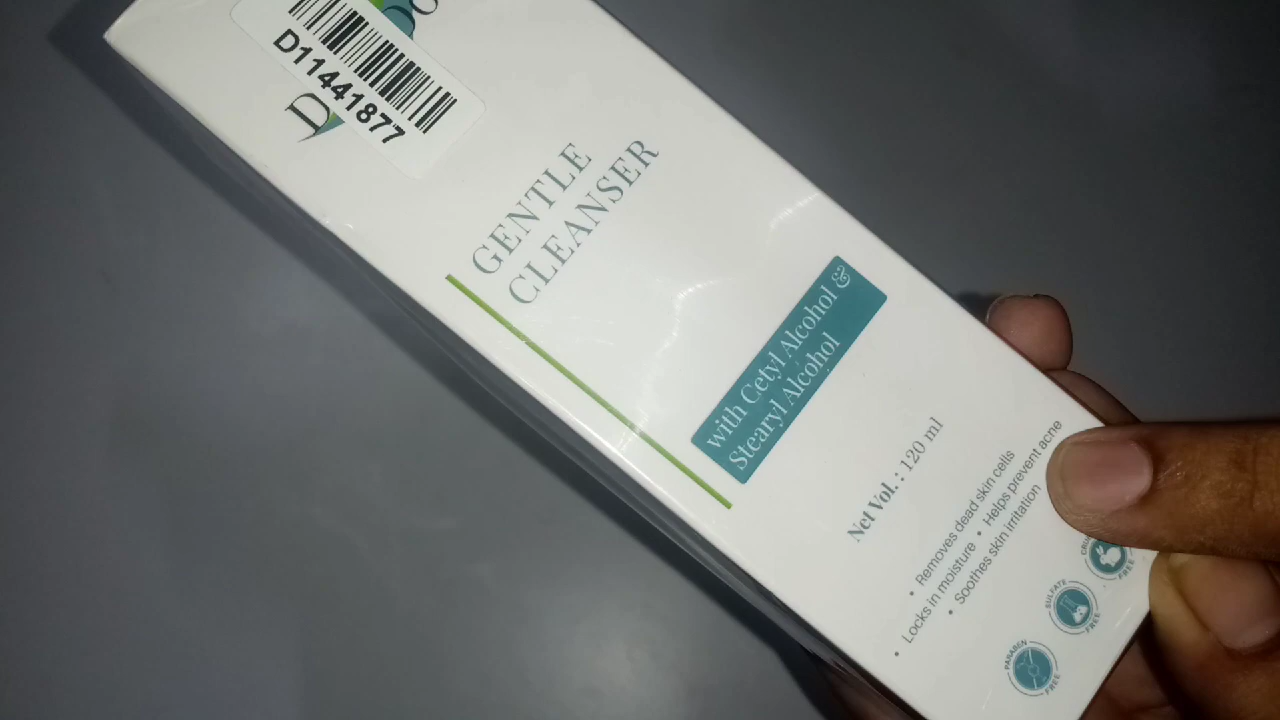 D11441877
GENTLE
CLEANSER
with Cetyl Alcohol &
Stearyl Alcohol
Net Vol. : 120 ml
• Removes dead skin cells
• Locks in moisture • Helps prevent acne
• Soothes skin irritation
PARABEN
FREE
SULFATE
FREE
FREE